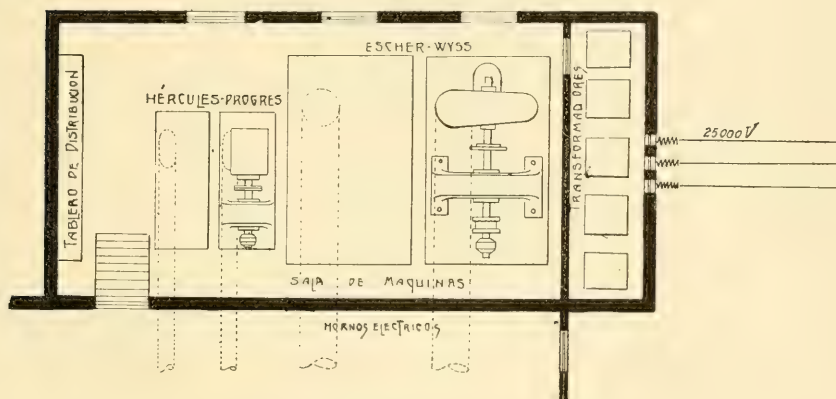 ESCHER-WYSS
HÉRCULES-PROGRES
TABLERO DE DISTRIBUCION
TRANSFORMADORES
25000 V
SALA DE MAQUINAS
HORNOS ELECTRICOS